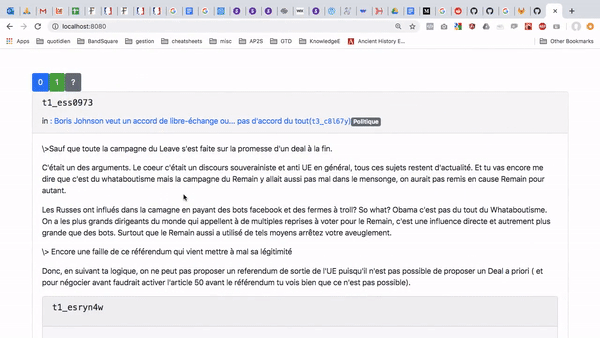 localhost:8080
Apps quotidien BandSquare gestion cheatsheets misc AP2S GTD KnowledgeE Ancient History E... Other Bookmarks
0 1 ?
t1_ess0973
in : Boris Johnson veut un accord de libre-échange ou... pas d'accord du tout(t3_c8l67y) Politique
\>Sauf que toute la campagne du Leave s'est faite sur la promesse d'un deal à la fin.
C'était un des arguments. Le coeur c'était un discours souverainiste et anti UE en général, tous ces sujets restent d'actualité. Et tu vas encore me
dire que c'est du whataboutisme mais la campagne du Remain y allait aussi pas mal dans le mensonge, on aurait pas remis en cause Remain pour
autant.
Les Russes ont influés dans la camagne en payant des bots facebook et des fermes à troll? So what? Obama c'est pas du tout du Whataboutisme.
On a les plus grands dirigeants du monde qui appellent à de multiples reprises à voter pour le Remain, c'est une influence directe et autrement plus
grande que des bots. Surtout que le Remain aussi a utilisé de tels moyens arrêtez votre aveuglement.
\> Encore une faille de ce référendum qui vient mettre à mal sa légitimité
Donc, en suivant ta logique, on ne peut pas proposer un referendum de sortie de l'UE puisqu'il n'est pas possible de proposer un Deal a priori ( et
pour négocier avant faudrait activer l'article 50 avant le référendum tu vois bien que ce n'est pas possible).
t1_esryn4w